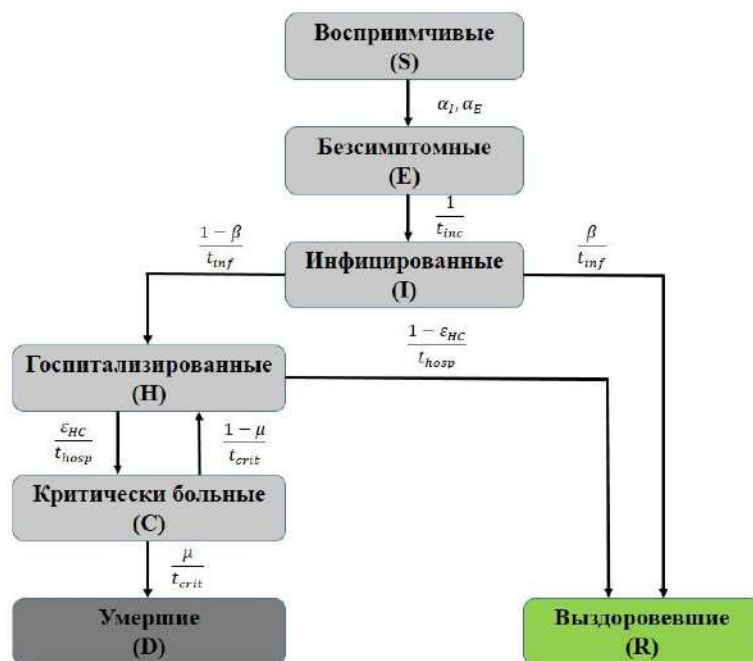 Восприимчивые
(S)
α_I, α_E
Безсимптомные
(E)
1
t_inc
1 − β
t_inf
β
t_inf
Инфицированные
(I)
1 − ε_HC
t_hosp
Госпитализированные
(H)
ε_HC
t_hosp
1 − μ
t_crit
Критически больные
(C)
μ
t_crit
Умершие
(D)
Выздоровевшие
(R)